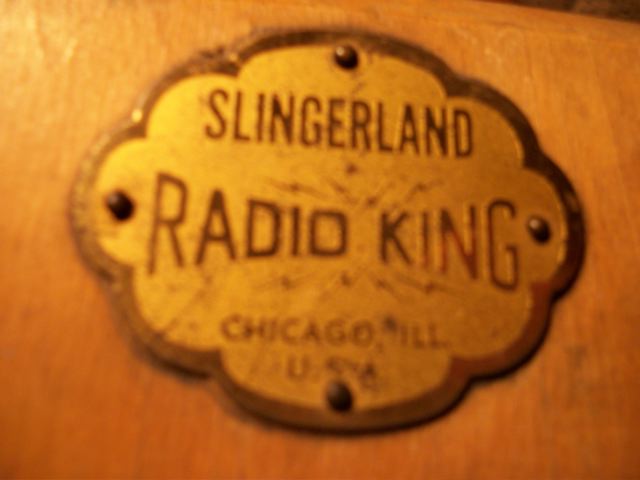 SLINGERLAND
RADIO KING
CHICAGO, ILL.
U.S.A.